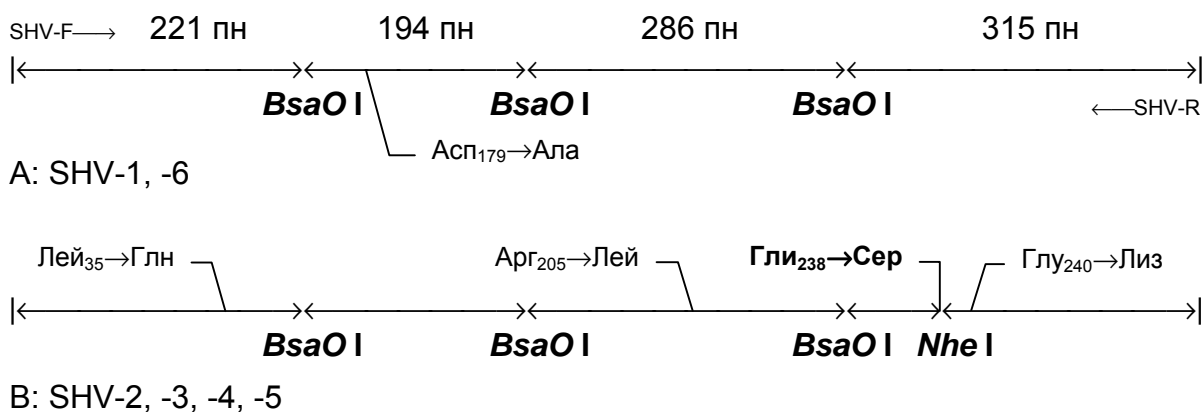 SHV-F→ 221 пн 194 пн 286 пн 315 пн
BsaO I BsaO I BsaO I ←SHV-R
Асп₁₇₉→Ала
A: SHV-1, -6
Лей₃₅→Глн Арг₂₀₅→Лей Гли₂₃₈→Сер Глу₂₄₀→Лиз
BsaO I BsaO I BsaO I Nhe I
B: SHV-2, -3, -4, -5